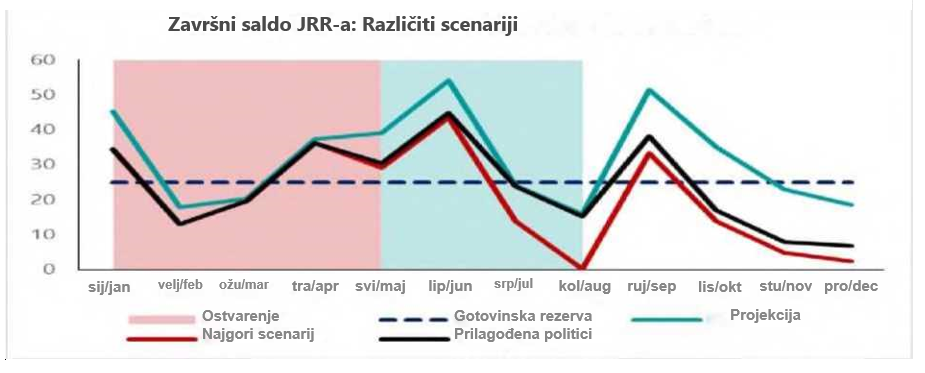 Završni saldo JRR-a: Različiti scenariji
60
50
40
30
20
10
0
sij/jan velj/feb ožu/mar tra/apr svi/maj lip/jun srp/jul kol/aug ruj/sep lis/okt stu/nov pro/dec
Ostvarenje Gotovinska rezerva Projekcija
Najgori scenarij Prilagođena politici